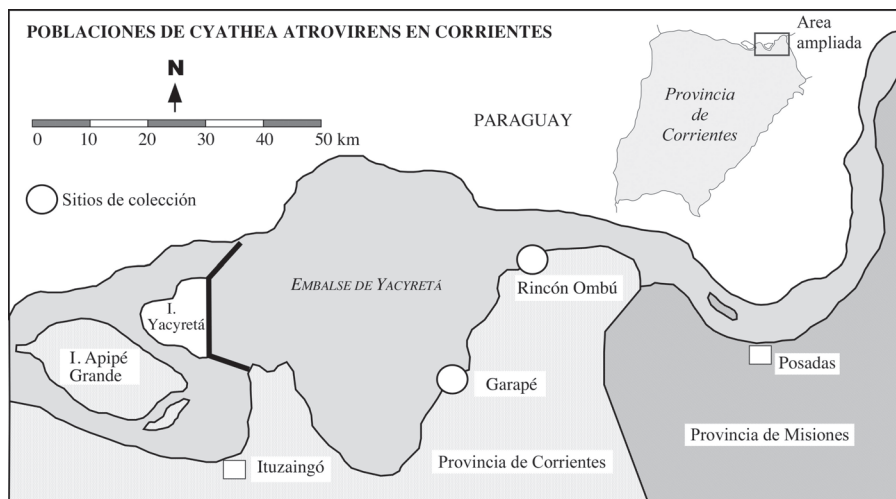 POBLACIONES DE CYATHEA ATROVIRENS EN CORRIENTES
Area
ampliada
N
Provincia
de
Corrientes
PARAGUAY
0 10 20 30 40 50 km
Sitios de colección
EMBALSE DE YACYRETÁ
Rincón Ombú
I.
Yacyretá
I. Apipé
Grande
Posadas
Garapé
Provincia de Misiones
Ituzaingó
Provincia de Corrientes